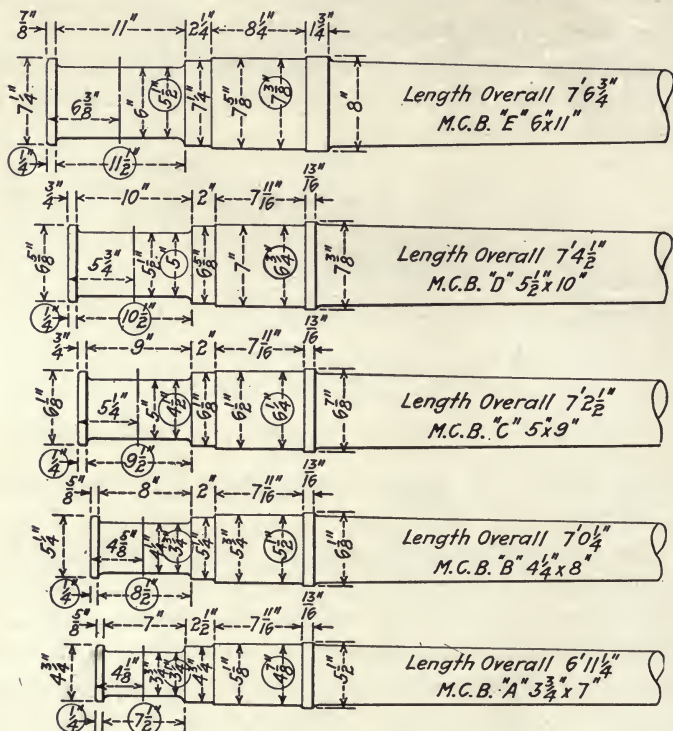 7/8" 11" 2 1/4" 8 1/4" 1 3/4"
7 1/4" 6 3/8" 6" 5 1/2" 7 1/4" 7 5/8" 7 3/8" 8"
Length Overall 7'6 3/4"
M.C.B. "E" 6"x11"
1/4" 11 1/2"
3/4" 10" 2" 7 11/16" 13/16"
6 5/8" 5 3/4" 5 1/2" 5" 6 5/8" 7" 6 3/4" 7 3/8"
Length Overall 7'4 1/2"
M.C.B. "D" 5 1/2"x10"
1/4" 10 1/2"
3/4" 9" 2" 7 11/16" 13/16"
6 1/8" 5 1/4" 5" 4 1/2" 6 1/8" 6 1/2" 6 1/4" 6 7/8"
Length Overall 7'2 1/2"
M.C.B. "C" 5"x9"
1/4" 9 1/2"
5/8" 8" 2" 7 11/16" 13/16"
5 1/4" 4 5/8" 4 1/4" 3 3/4" 5 1/4" 5 3/4" 5 1/2" 6 1/8"
Length Overall 7'0 1/4"
M.C.B. "B" 4 1/4"x8"
1/4" 8 1/2"
5/8" 7" 2 1/2" 7 11/16" 13/16"
4 3/4" 4 1/8" 3 3/4" 3 1/4" 4 3/4" 5 1/8" 4 7/8" 5 1/2"
Length Overall 6'11 1/4"
M.C.B. "A" 3 3/4"x7"
1/4" 7 1/2"